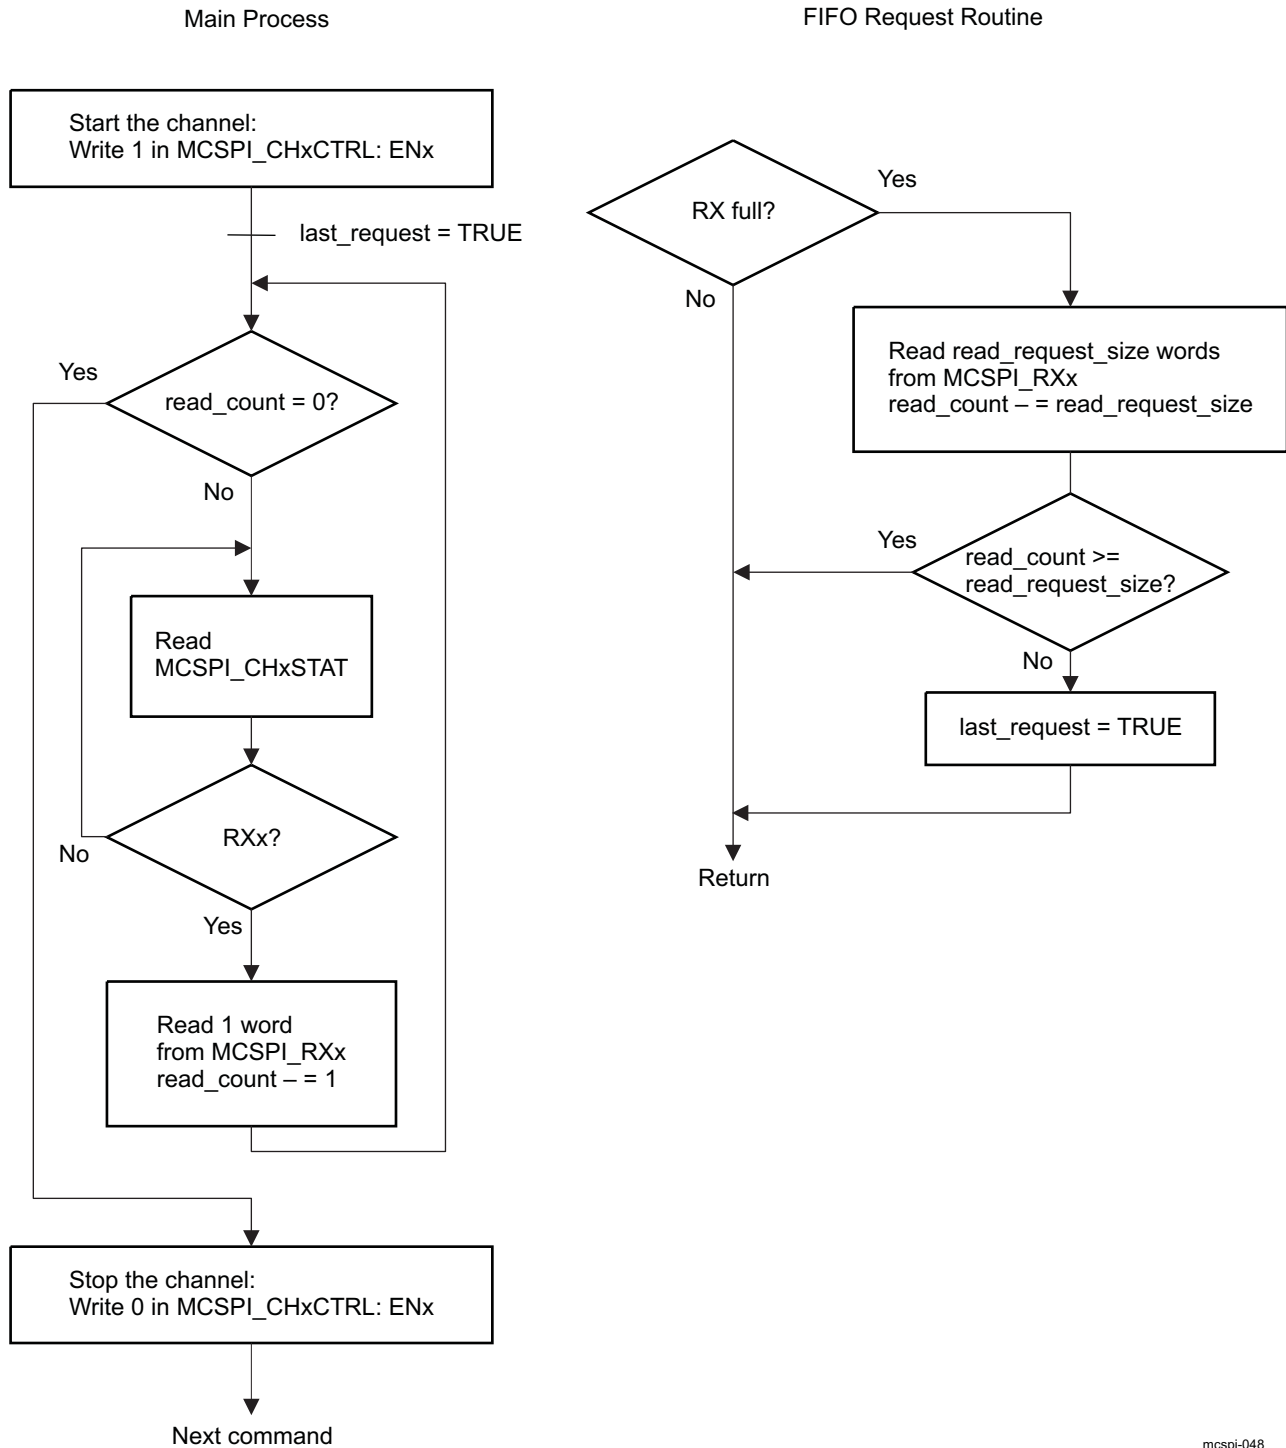 Main Process
Start the channel:
Write 1 in MCSPI_CHxCTRL: ENx
last_request = TRUE
Yes
read_count = 0?
No
Read
MCSPI_CHxSTAT
RXx?
No
Yes
Read 1 word
from MCSPI_RXx
read_count – = 1
Stop the channel:
Write 0 in MCSPI_CHxCTRL: ENx
Next command
FIFO Request Routine
RX full?
Yes
No
Read read_request_size words
from MCSPI_RXx
read_count – = read_request_size
Yes
read_count >=
read_request_size?
No
last_request = TRUE
Return
mcspi-048